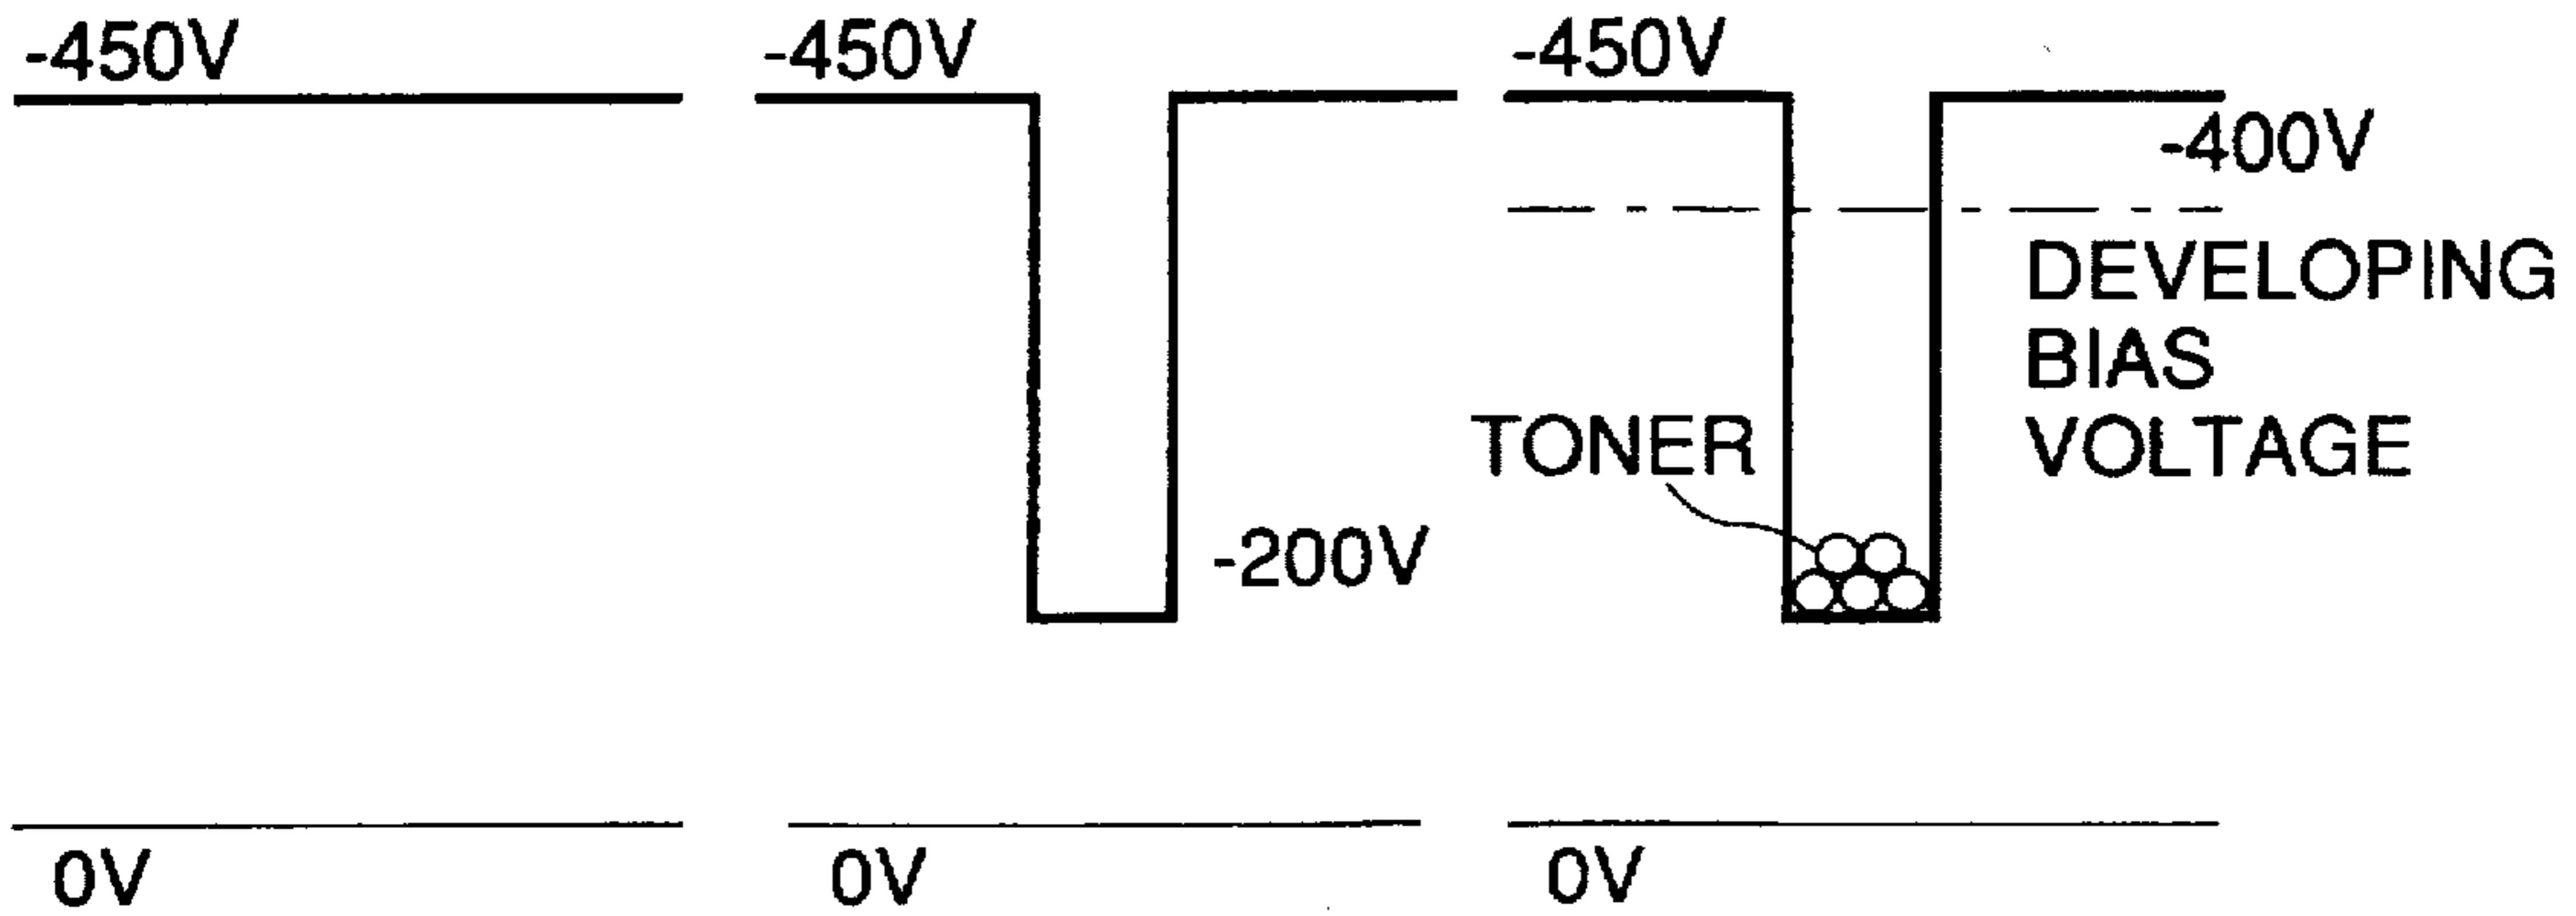 -450V
0V
-450V
-200V
0V
-450V
-400V
DEVELOPING
BIAS
VOLTAGE
TONER
0V